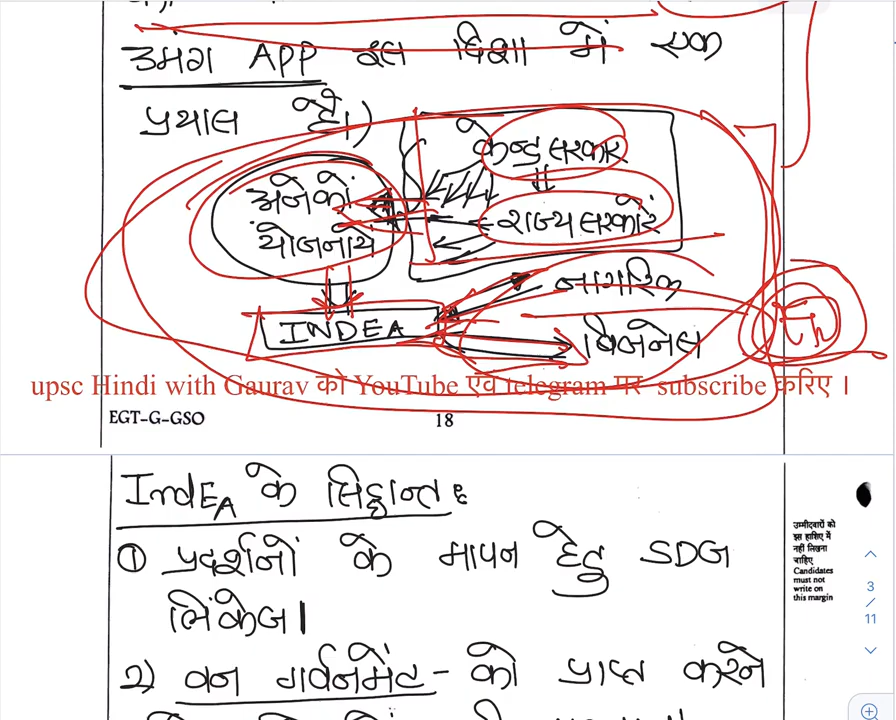 उमंग APP इस दिशा में एक
प्रयास है।)
केन्द्र सरकार
अनेकों
योजनायें
राज्य सरकारें
नागरिक
INDEA
बिजनेस
upsc Hindi with Gaurav को YouTube एवं telegram पर subscribe करिए ।
EGT-G-GSO
18
IndEA के सिद्धान्तः
① प्रदर्शनों के मापन हेतु SDG
लिंकेज।
2) वन गर्वनमेंट - को प्राप्त करने
उम्मीदवारों को
इस हाशिए में
नहीं लिखना
चाहिए
Candidates
must not
write on
this margin
3
/
11